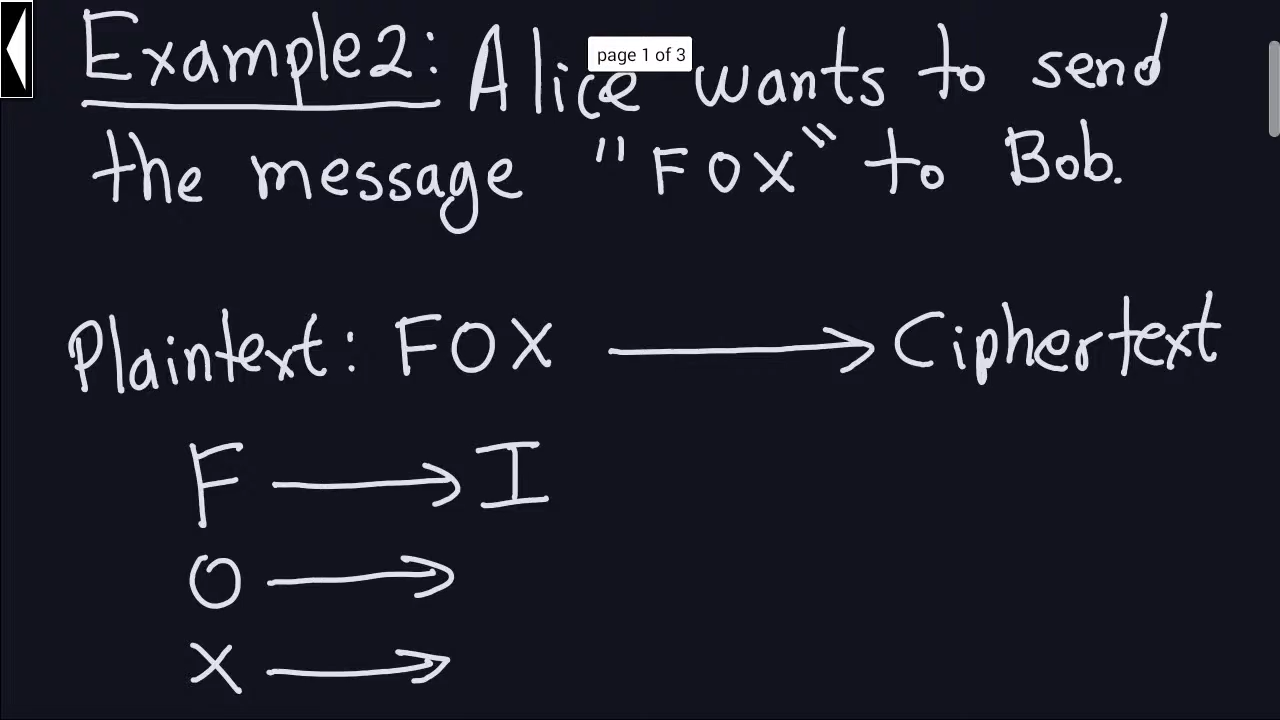 Example2: Alice wants to send
page 1 of 3
the message "FOX" to Bob.
Plaintext: FOX → Ciphertext
F → I
O →
X →